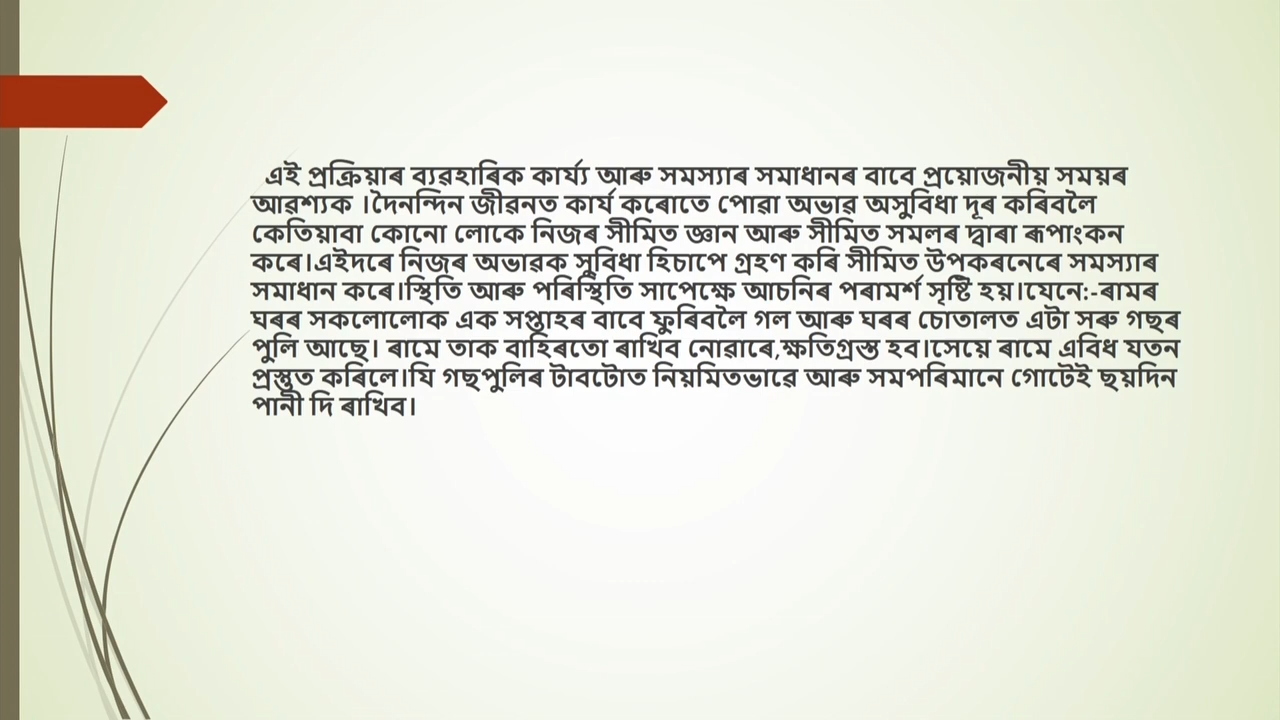 এই প্ৰক্ৰিয়াৰ ব্যৱহাৰিক কাৰ্য্য আৰু সমস্যাৰ সমাধানৰ বাবে প্ৰয়োজনীয় সময়ৰ
আৱশ্যক ।দৈনন্দিন জীৱনত কাৰ্য কৰোতে পোৱা অভাৱ অসুবিধা দূৰ কৰিবলৈ
কেতিয়াবা কোনো লোকে নিজৰ সীমিত জ্ঞান আৰু সীমিত সমলৰ দ্বাৰা ৰূপাংকন
কৰে।এইদৰে নিজৰ অভাৱক সুবিধা হিচাপে গ্ৰহণ কৰি সীমিত উপকৰনেৰে সমস্যাৰ
সমাধান কৰে।স্থিতি আৰু পৰিস্থিতি সাপেক্ষে আচনিৰ পৰামৰ্শ সৃষ্টি হয়।যেনে:-ৰামৰ
ঘৰৰ সকলোলোক এক সপ্তাহৰ বাবে ফুৰিবলৈ গল আৰু ঘৰৰ চোতালত এটা সৰু গছৰ
পুলি আছে। ৰামে তাক বাহিৰতো ৰাখিব নোৱাৰে,ক্ষতিগ্ৰস্ত হব।সেয়ে ৰামে এবিধ যতন
প্ৰস্তুত কৰিলে।যি গছপুলিৰ টাবটোত নিয়মিতভাৱে আৰু সমপৰিমানে গোটেই ছয়দিন
পানী দি ৰাখিব।